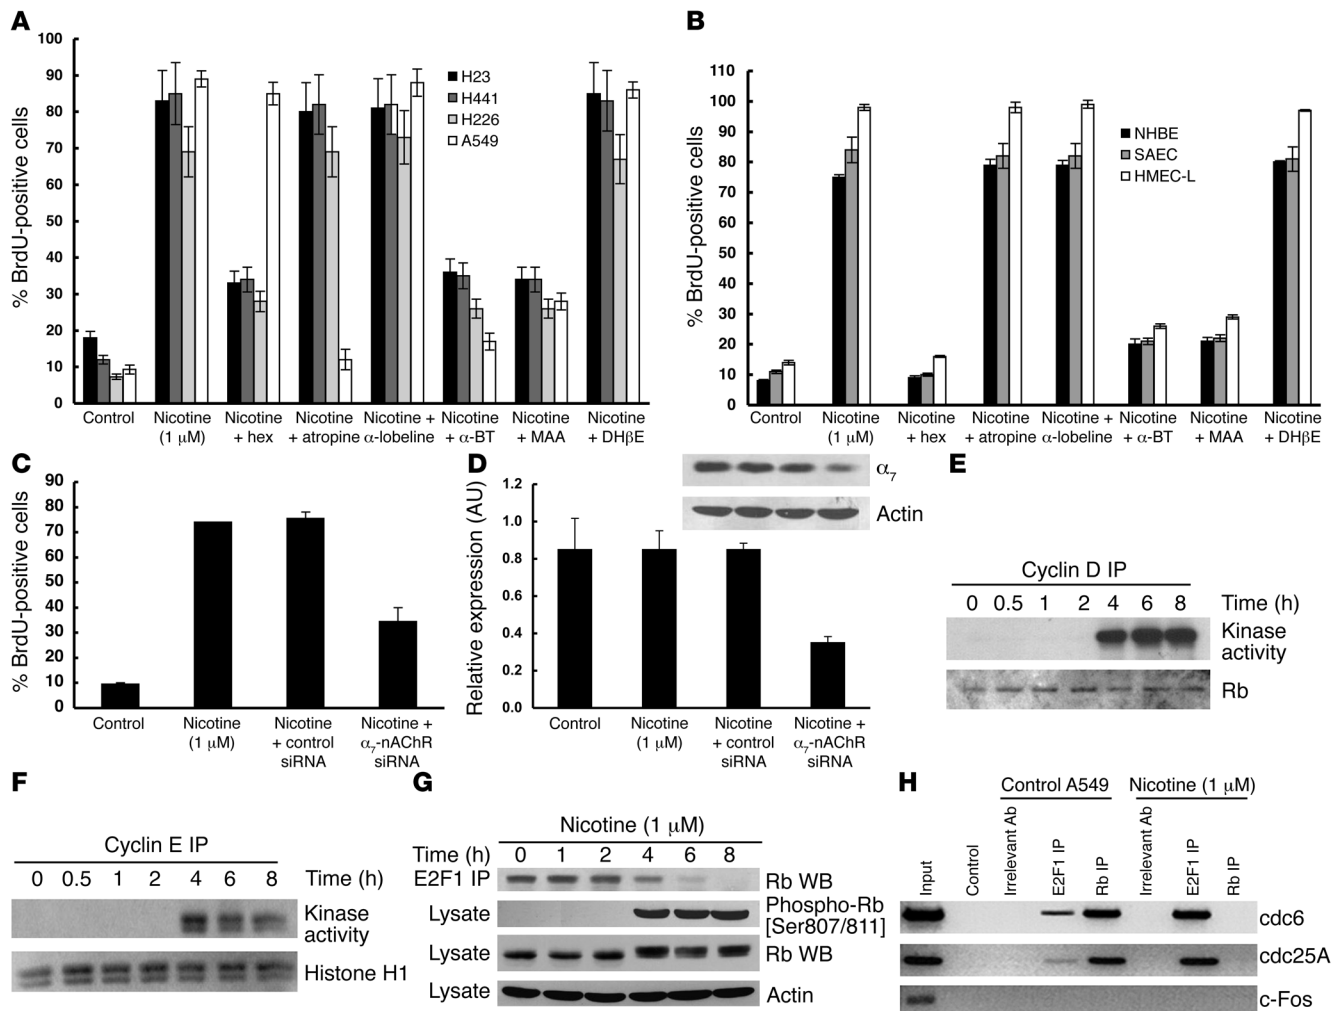 A
100
90
80
70
60
50
40
30
20
10
0
% BrdU-positive cells
H23
H441
H226
A549
Control
Nicotine
(1 μM)
Nicotine
+ hex
Nicotine
+ atropine
Nicotine +
α-lobeline
Nicotine
+ α-BT
Nicotine
+ MAA
Nicotine
+ DHβE
B
110
100
90
80
70
60
50
40
30
20
10
0
% BrdU-positive cells
NHBE
SAEC
HMEC-L
Control
Nicotine
(1 μM)
Nicotine
+ hex
Nicotine
+ atropine
Nicotine +
α-lobeline
Nicotine
+ α-BT
Nicotine
+ MAA
Nicotine
+ DHβE
C
90
80
70
60
50
40
30
20
10
0
% BrdU-positive cells
Control
Nicotine
(1 μM)
Nicotine
+ control
siRNA
Nicotine +
α7-nAChR
siRNA
D
1.2
1.0
0.8
0.6
0.4
0.2
0.0
Relative expression (AU)
α7
Actin
Control
Nicotine
(1 μM)
Nicotine
+ control
siRNA
Nicotine +
α7-nAChR
siRNA
E
Cyclin D IP
0 0.5 1 2 4 6 8 Time (h)
Kinase
activity
Rb
F
Cyclin E IP
0 0.5 1 2 4 6 8 Time (h)
Kinase
activity
Histone H1
G
Nicotine (1 μM)
Time (h) 0 1 2 4 6 8
E2F1 IP Rb WB
Lysate Phospho-Rb
[Ser807/811]
Lysate Rb WB
Lysate Actin
H
Control A549 Nicotine (1 μM)
Input
Control
Irrelevant Ab
E2F1 IP
Rb IP
Irrelevant Ab
E2F1 IP
Rb IP
cdc6
cdc25A
c-Fos